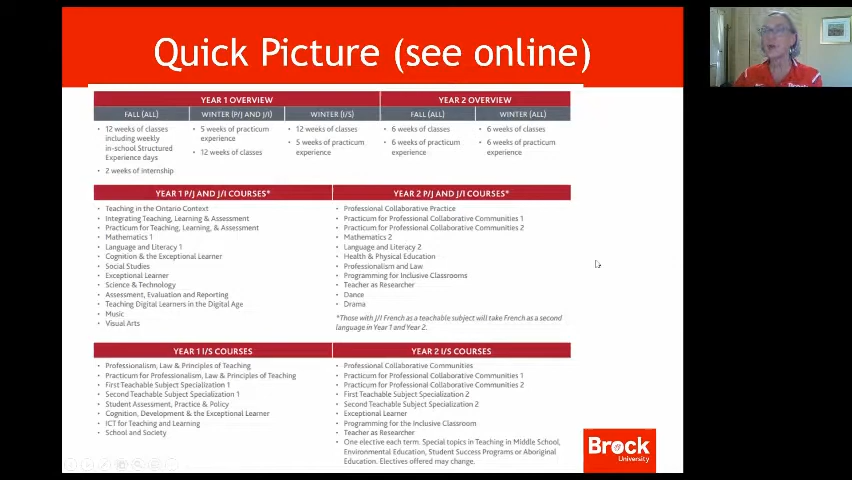 Quick Picture (see online)
YEAR 1 OVERVIEW
YEAR 2 OVERVIEW
FALL (ALL)
WINTER (P/J AND J/I)
WINTER (I/S)
FALL (ALL)
WINTER (ALL)
• 12 weeks of classes
including weekly
in-school Structured
Experience days
• 2 weeks of internship
• 5 weeks of practicum
experience
• 12 weeks of classes
• 12 weeks of classes
• 5 weeks of practicum
experience
• 6 weeks of classes
• 6 weeks of practicum
experience
• 6 weeks of classes
• 6 weeks of practicum
experience
YEAR 1 P/J AND J/I COURSES*
• Teaching in the Ontario Context
• Integrating Teaching, Learning & Assessment
• Practicum for Teaching, Learning, & Assessment
• Mathematics 1
• Language and Literacy 1
• Cognition & the Exceptional Learner
• Social Studies
• Exceptional Learner
• Science & Technology
• Assessment, Evaluation and Reporting
• Teaching Digital Learners in the Digital Age
• Music
• Visual Arts
YEAR 2 P/J AND J/I COURSES*
• Professional Collaborative Practice
• Practicum for Professional Collaborative Communities 1
• Practicum for Professional Collaborative Communities 2
• Mathematics 2
• Language and Literacy 2
• Health & Physical Education
• Professionalism and Law
• Programming for Inclusive Classrooms
• Teacher as Researcher
• Dance
• Drama
*Those with J/I French as a teachable subject will take French as a second
language in Year 1 and Year 2.
YEAR 1 I/S COURSES
• Professionalism, Law & Principles of Teaching
• Practicum for Professionalism, Law & Principles of Teaching
• First Teachable Subject Specialization 1
• Second Teachable Subject Specialization 1
• Student Assessment, Practice & Policy
• Cognition, Development & the Exceptional Learner
• ICT for Teaching and Learning
• School and Society
YEAR 2 I/S COURSES
• Professional Collaborative Communities
• Practicum for Professional Collaborative Communities 1
• Practicum for Professional Collaborative Communities 2
• First Teachable Subject Specialization 2
• Second Teachable Subject Specialization 2
• Exceptional Learner
• Programming for the Inclusive Classroom
• Teacher as Researcher
• One elective each term. Special topics in Teaching in Middle School,
Environmental Education, Student Success Programs or Aboriginal
Education. Electives offered may change.
Brock
University
Brock